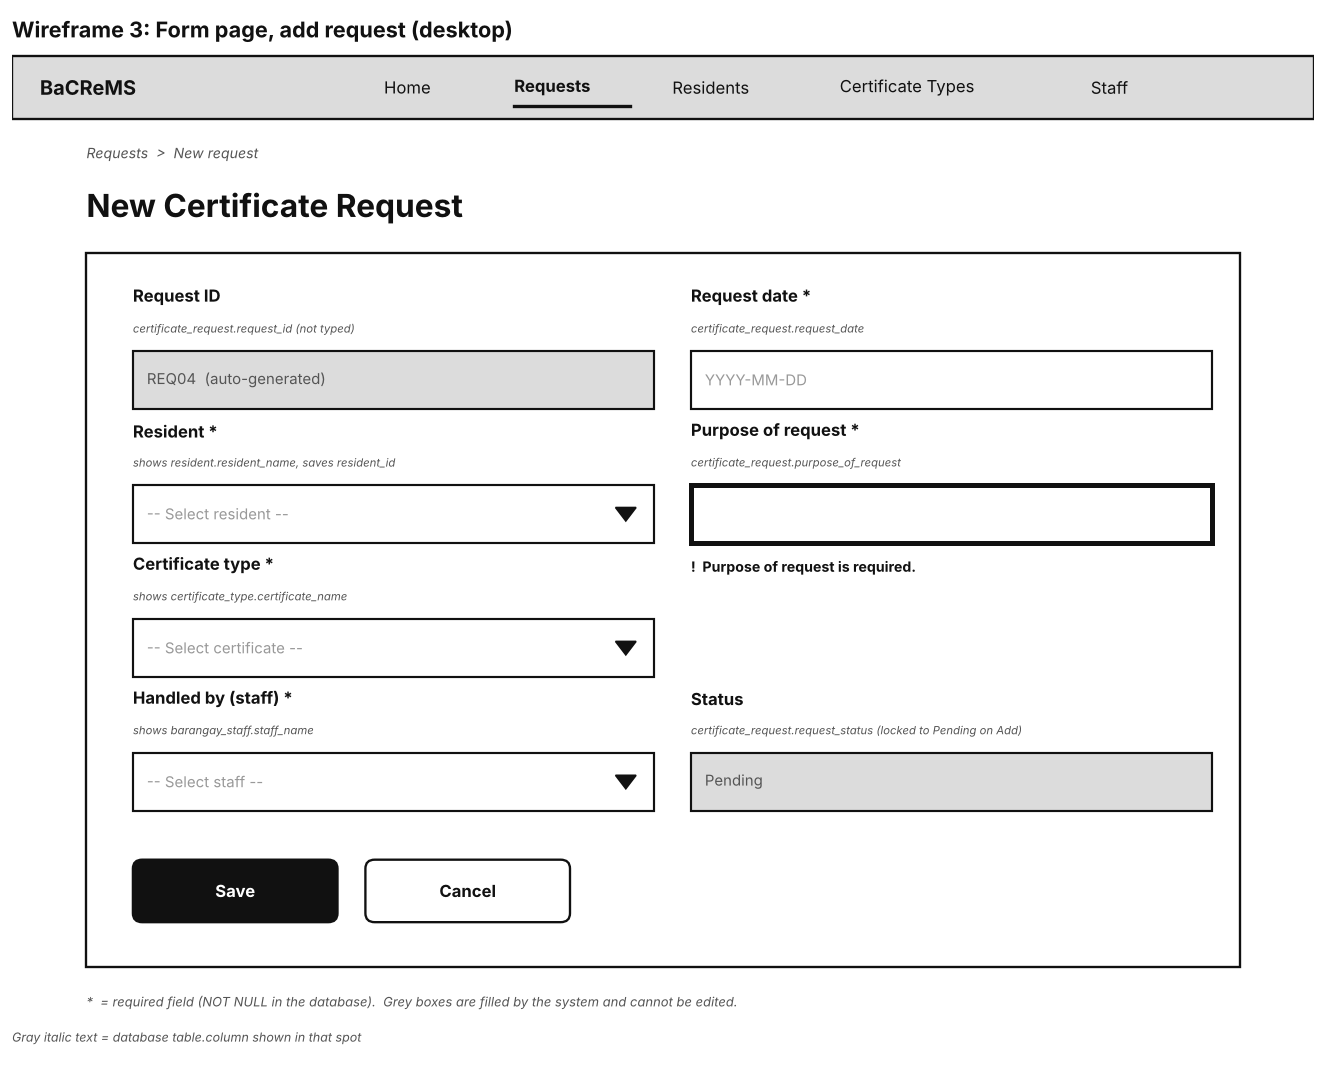 Wireframe 3: Form page, add request (desktop)
BaCReMS Home Requests Residents Certificate Types Staff
Requests > New request
New Certificate Request
Request ID
certificate_request.request_id (not typed)
REQ04 (auto-generated)
Request date *
certificate_request.request_date
YYYY-MM-DD
Resident *
shows resident.resident_name, saves resident_id
-- Select resident --
Purpose of request *
certificate_request.purpose_of_request
! Purpose of request is required.
Certificate type *
shows certificate_type.certificate_name
-- Select certificate --
Handled by (staff) *
shows barangay_staff.staff_name
-- Select staff --
Status
certificate_request.request_status (locked to Pending on Add)
Pending
Save
Cancel
* = required field (NOT NULL in the database). Grey boxes are filled by the system and cannot be edited.
Gray italic text = database table.column shown in that spot